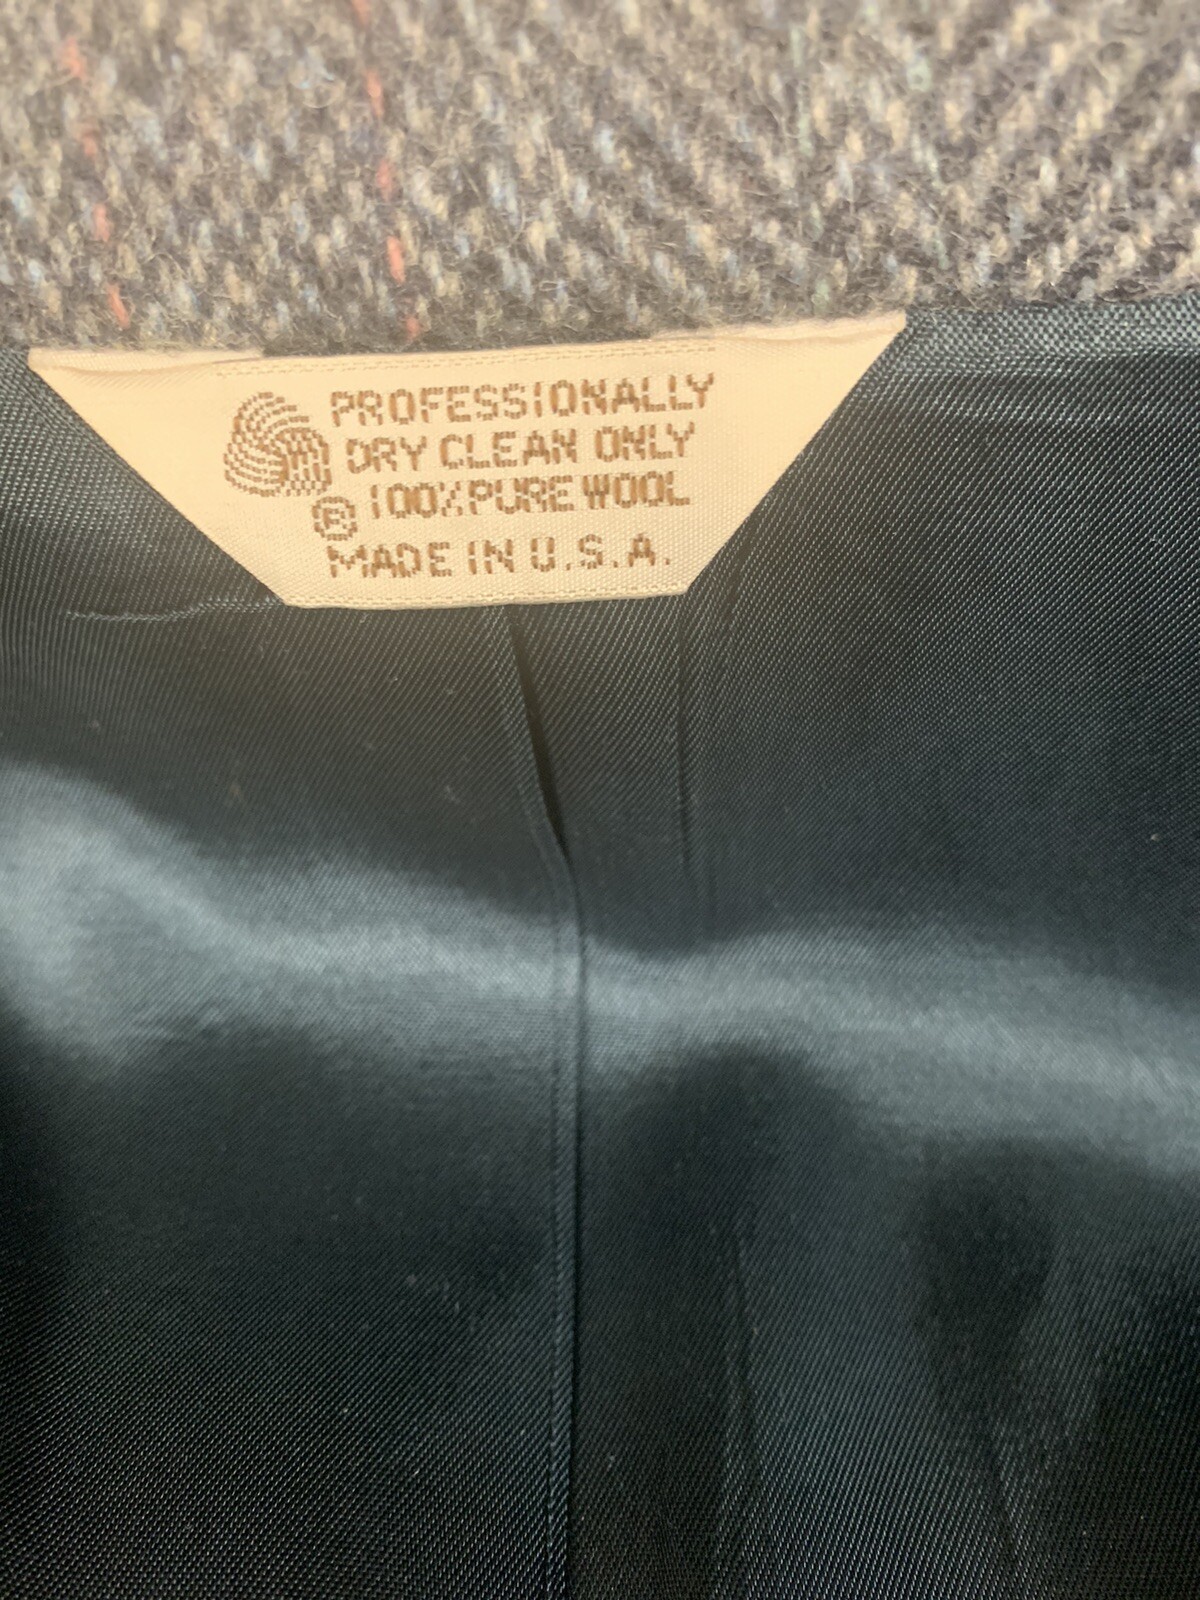 PROFESSIONALLY
DRY CLEAN ONLY
® 100% PURE WOOL
MADE IN U.S.A.